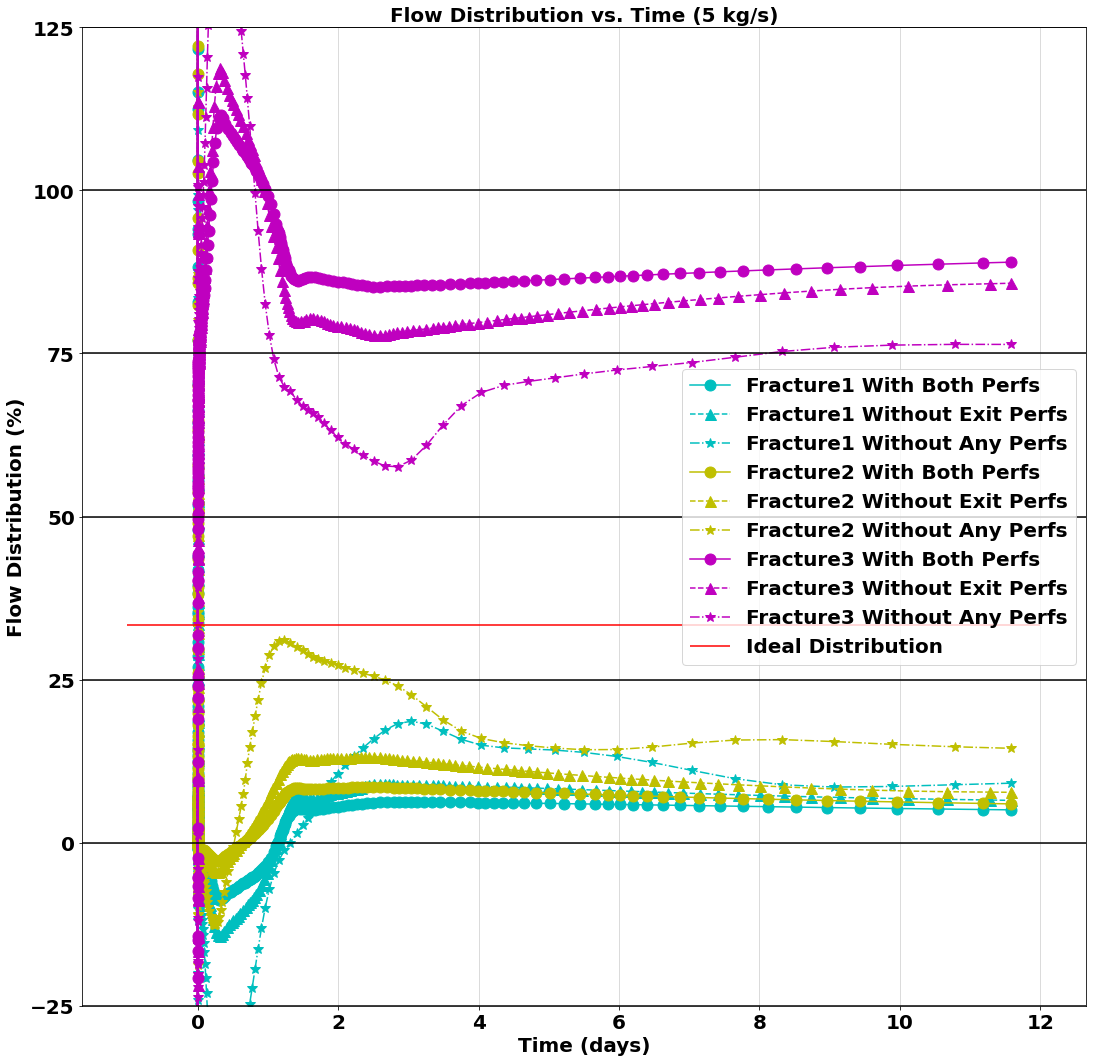 Flow Distribution vs. Time (5 kg/s)
125
100
75
50
25
0
−25
Flow Distribution (%)
Fracture1 With Both Perfs
Fracture1 Without Exit Perfs
Fracture1 Without Any Perfs
Fracture2 With Both Perfs
Fracture2 Without Exit Perfs
Fracture2 Without Any Perfs
Fracture3 With Both Perfs
Fracture3 Without Exit Perfs
Fracture3 Without Any Perfs
Ideal Distribution
0 2 4 6 8 10 12
Time (days)